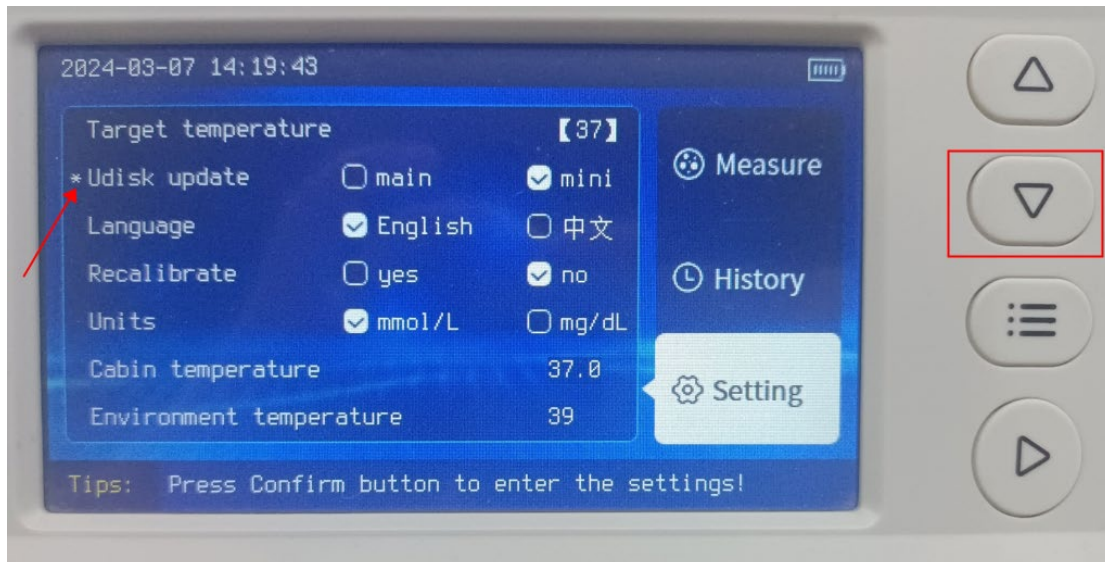 2024-03-07 14:19:43
Target temperature 【37】
*Udisk update main mini
Language English 中文
Recalibrate yes no
Units mmol/L mg/dL
Cabin temperature 37.0
Environment temperature 39
Measure
History
Setting
Tips: Press Confirm button to enter the settings!